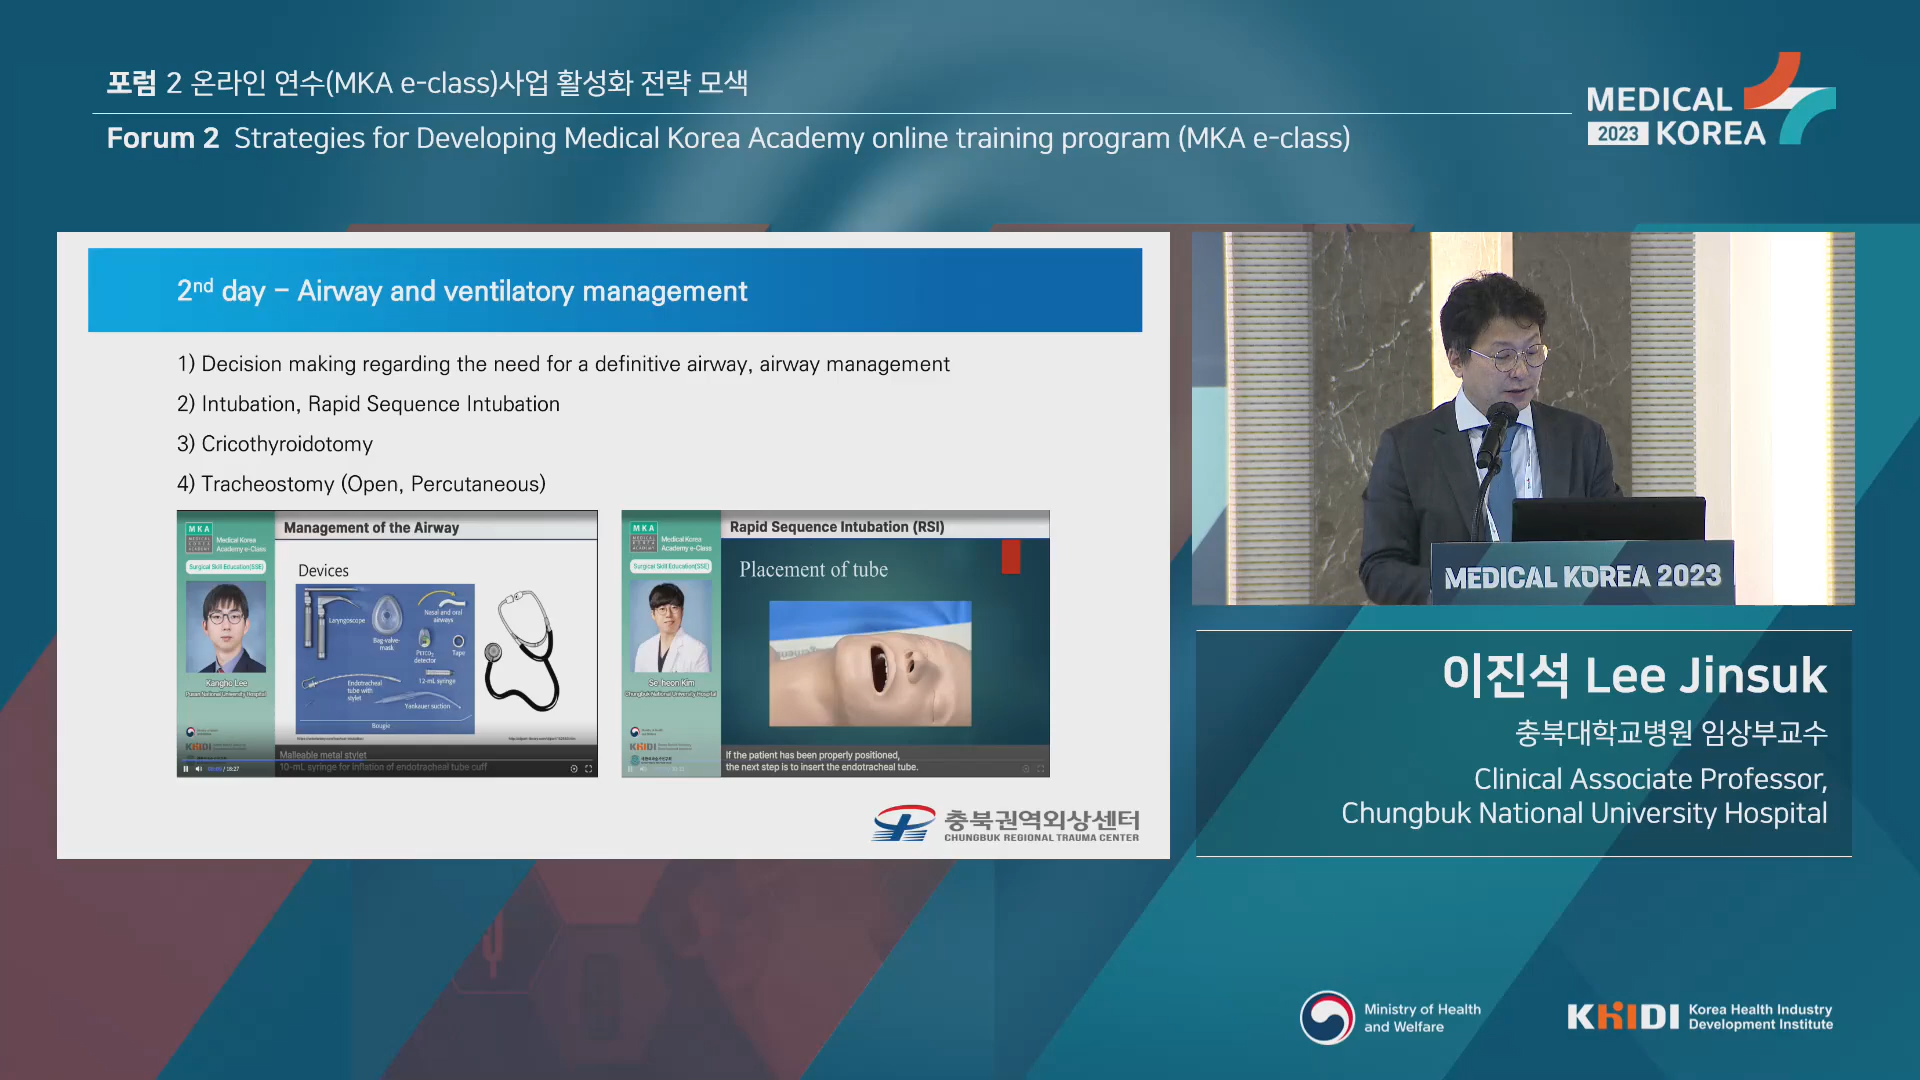 포럼 2 온라인 연수(MKA e-class)사업 활성화 전략 모색
Forum 2 Strategies for Developing Medical Korea Academy online training program (MKA e-class)
MEDICAL
2023 KOREA
2nd day – Airway and ventilatory management
1) Decision making regarding the need for a definitive airway, airway management
2) Intubation, Rapid Sequence Intubation
3) Cricothyroidotomy
4) Tracheostomy (Open, Percutaneous)
MKA
MEDICAL
KOREA
ACADEMY
Medical Korea
Academy e-Class
Surgical Skill Education(SSE)
Kangho Lee
Pusan National University Hospital
KHIDI
Management of the Airway
Devices
Laryngoscope
Bag-valve-
mask
Nasal and oral
airways
PETCO2
detector
Tape
12-mL syringe
Endotracheal
tube with
stylet
Yankauer suction
Bougie
Malleable metal stylet
10-mL syringe for inflation of endotracheal tube cuff
MKA
MEDICAL
KOREA
ACADEMY
Medical Korea
Academy e-Class
Surgical Skill Education(SSE)
Se-heon Kim
Chungbuk National University Hospital
KHIDI
Rapid Sequence Intubation (RSI)
Placement of tube
If the patient has been properly positioned,
the next step is to insert the endotracheal tube.
충북권역외상센터
CHUNGBUK REGIONAL TRAUMA CENTER
MEDICAL KOREA 2023
이진석 Lee Jinsuk
충북대학교병원 임상부교수
Clinical Associate Professor,
Chungbuk National University Hospital
Ministry of Health
and Welfare
KHIDI Korea Health Industry
Development Institute